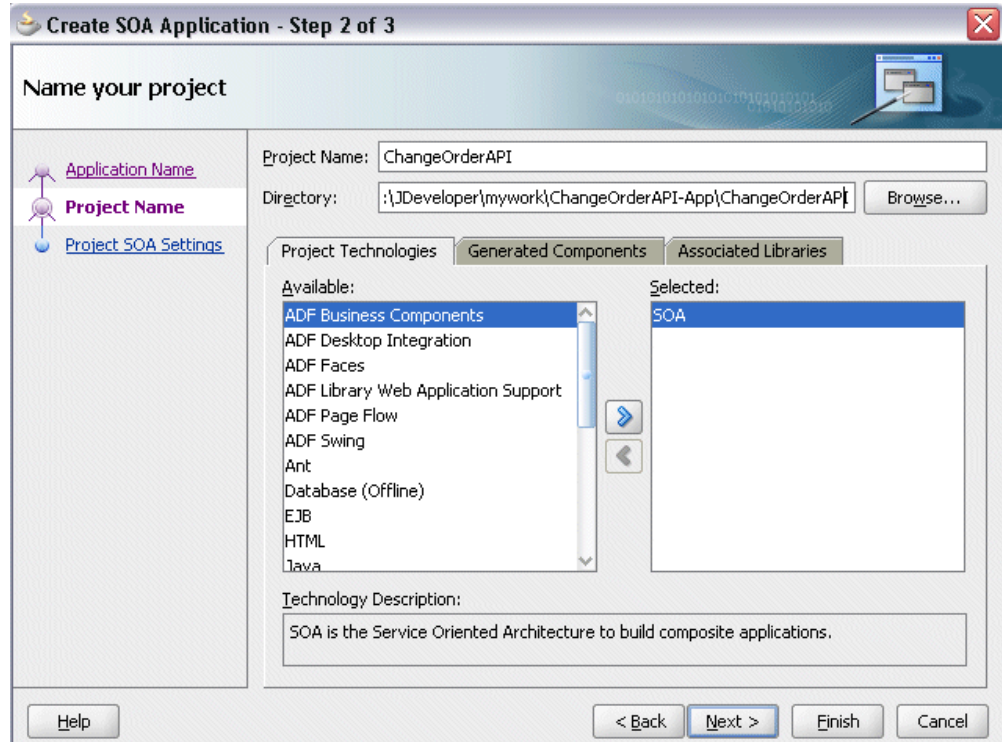 Create SOA Application - Step 2 of 3
Name your project
Application Name
Project Name
Project SOA Settings
Project Name: ChangeOrderAPI
Directory: :\JDeveloper\mywork\ChangeOrderAPI-App\ChangeOrderAPI Browse...
Project Technologies Generated Components Associated Libraries
Available: Selected:
ADF Business Components SOA
ADF Desktop Integration
ADF Faces
ADF Library Web Application Support
ADF Page Flow
ADF Swing
Ant
Database (Offline)
EJB
HTML
Java
Technology Description:
SOA is the Service Oriented Architecture to build composite applications.
Help < Back Next > Finish Cancel